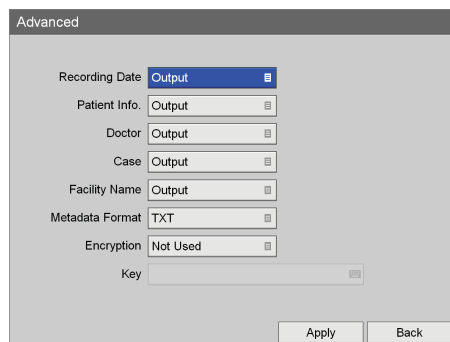 Advanced
Recording Date Output
Patient Info. Output
Doctor Output
Case Output
Facility Name Output
Metadata Format TXT
Encryption Not Used
Key
Apply Back